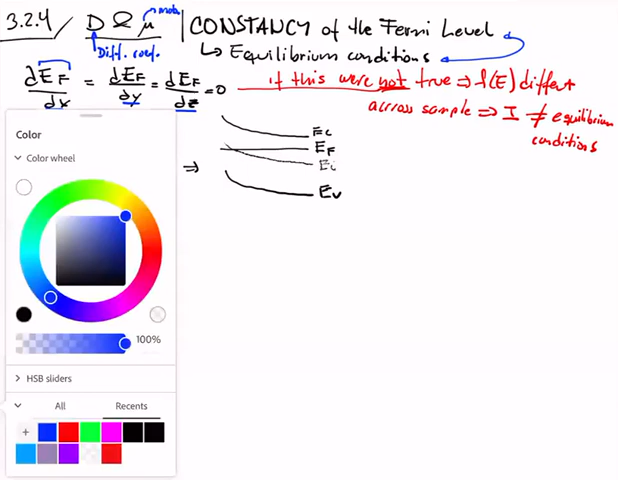 3.2.4 D & μ → mob. | CONSTANCY of the Fermi Level
Diff. coef. ↳ Equilibrium conditions
dEF/dx = dEF/dy = dEF/dz = 0 if this were not true ⇒ f(E) different
across sample ⇒ I ≠ equilibrium
conditions
⇒
Ec
EF
Ei
Ev
Color
Color wheel
100%
HSB sliders
All Recents
+